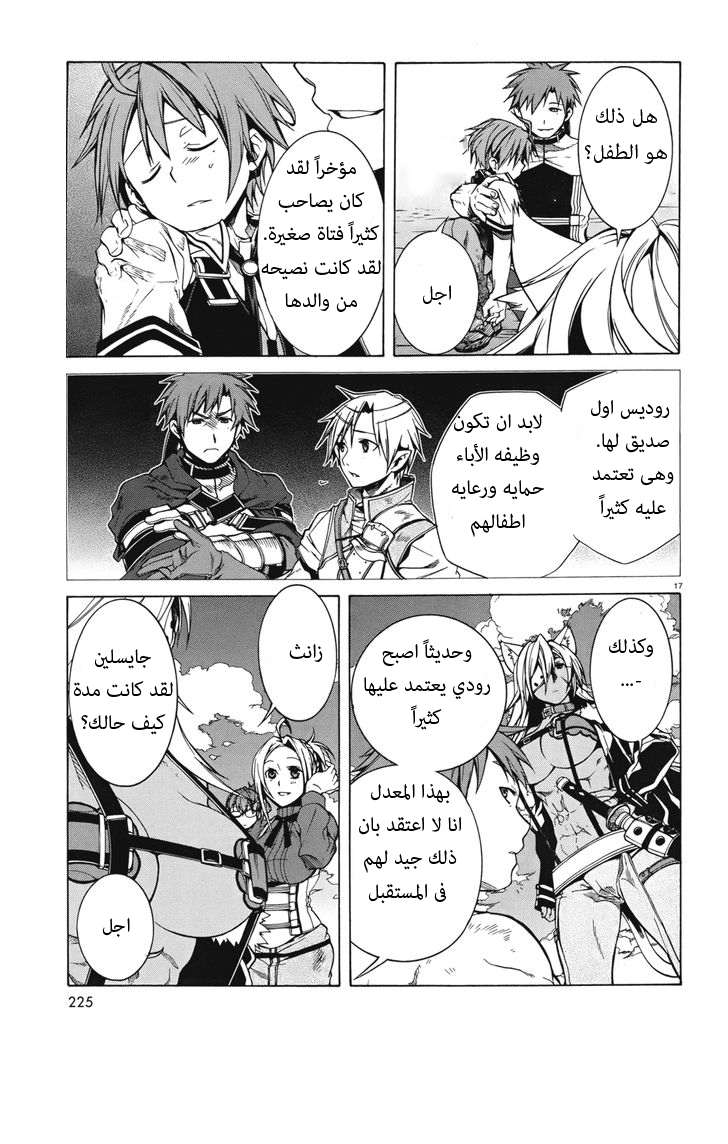 هل ذلك
هو الطفل؟
اجل
مؤخراً لقد
كان يصاحب
كثيراً فتاة صغيرة.
لقد كانت نصيحه
من والدها
روديس اول
صديق لها.
وهى تعتمد
عليه كثيراً
لابد ان تكون
وظيفه الأباء
حمايه ورعايه
اطفالهم
17
وكذلك
-...
وحديثاً اصبح
رودي يعتمد عليها
كثيراً
بهذا المعدل
انا لا اعتقد بان
ذلك جيد لهم
فى المستقبل
زانث
جايسلين
لقد كانت مدة
كيف حالك؟
اجل
225